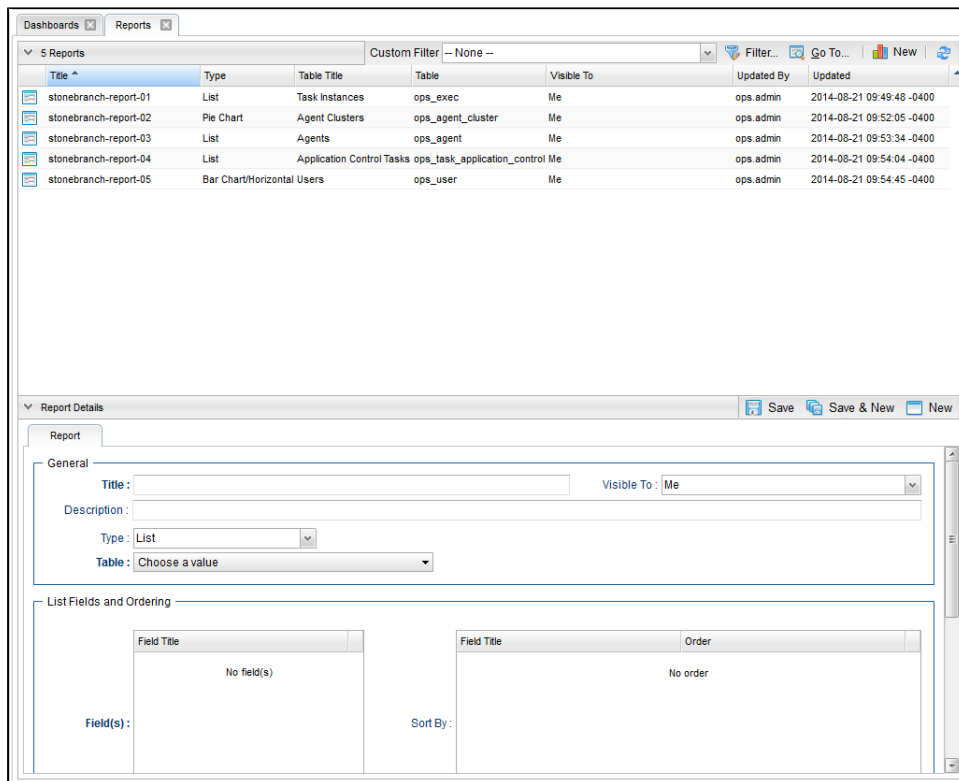 Dashboards Reports
5 Reports Custom Filter -- None -- Filter... Go To... New
Title Type Table Title Table Visible To Updated By Updated
stonebranch-report-01 List Task Instances ops_exec Me ops.admin 2014-08-21 09:49:48 -0400
stonebranch-report-02 Pie Chart Agent Clusters ops_agent_cluster Me ops.admin 2014-08-21 09:52:05 -0400
stonebranch-report-03 List Agents ops_agent Me ops.admin 2014-08-21 09:53:34 -0400
stonebranch-report-04 List Application Control Tasks ops_task_application_control Me ops.admin 2014-08-21 09:54:04 -0400
stonebranch-report-05 Bar Chart/Horizontal Users ops_user Me ops.admin 2014-08-21 09:54:45 -0400
Report Details Save Save & New New
Report
General
Title : Visible To : Me
Description :
Type : List
Table : Choose a value
List Fields and Ordering
Field Title Field Title Order
No field(s) No order
Field(s) : Sort By :